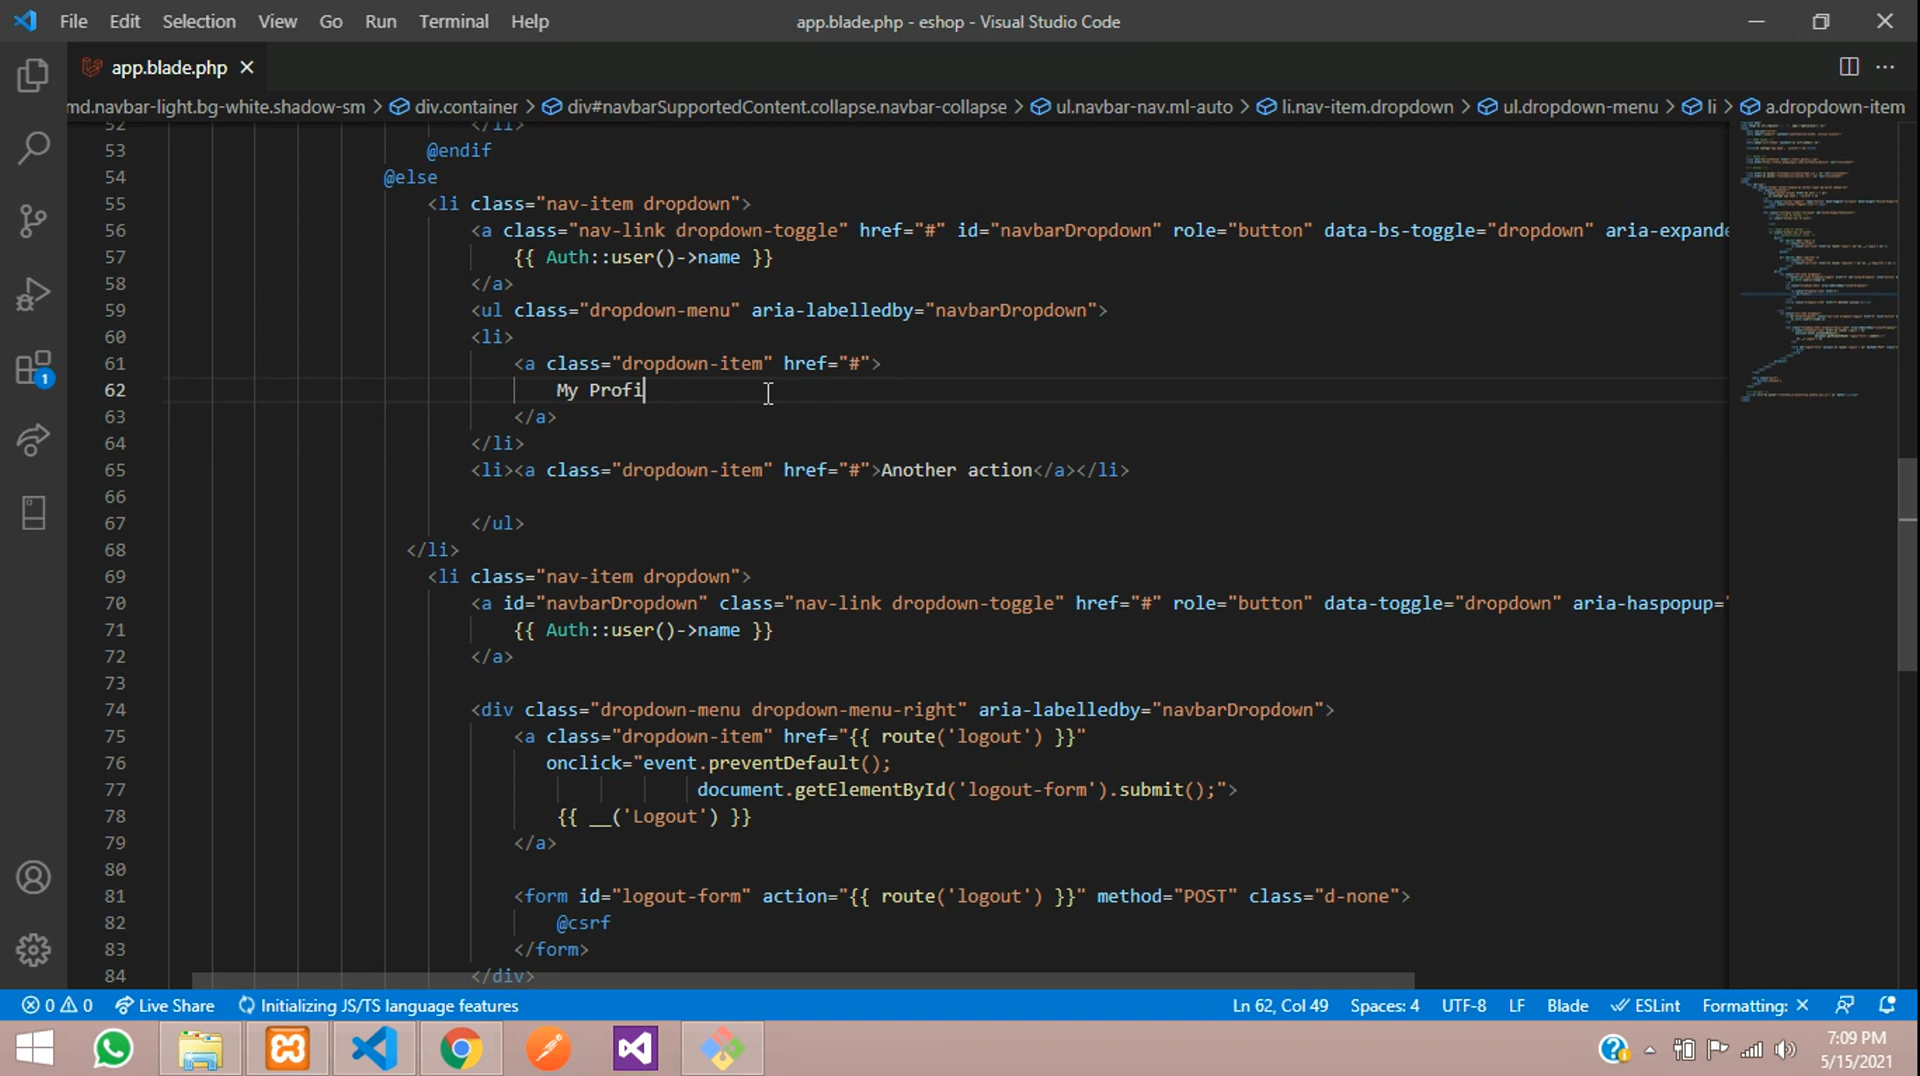 File Edit Selection View Go Run Terminal Help
app.blade.php - eshop - Visual Studio Code
app.blade.php
md.navbar-light.bg-white.shadow-sm > div.container > div#navbarSupportedContent.collapse.navbar-collapse > ul.navbar-nav.ml-auto > li.nav-item.dropdown > ul.dropdown-menu > li > a.dropdown-item
52 </li>
53 @endif
54 @else
55 <li class="nav-item dropdown">
56 <a class="nav-link dropdown-toggle" href="#" id="navbarDropdown" role="button" data-bs-toggle="dropdown" aria-expande
57 {{ Auth::user()->name }}
58 </a>
59 <ul class="dropdown-menu" aria-labelledby="navbarDropdown">
60 <li>
61 <a class="dropdown-item" href="#">
62 My Profi
63 </a>
64 </li>
65 <li><a class="dropdown-item" href="#">Another action</a></li>
66
67 </ul>
68 </li>
69 <li class="nav-item dropdown">
70 <a id="navbarDropdown" class="nav-link dropdown-toggle" href="#" role="button" data-toggle="dropdown" aria-haspopup="
71 {{ Auth::user()->name }}
72 </a>
73
74 <div class="dropdown-menu dropdown-menu-right" aria-labelledby="navbarDropdown">
75 <a class="dropdown-item" href="{{ route('logout') }}"
76 onclick="event.preventDefault();
77 document.getElementById('logout-form').submit();">
78 {{ __('Logout') }}
79 </a>
80
81 <form id="logout-form" action="{{ route('logout') }}" method="POST" class="d-none">
82 @csrf
83 </form>
84 </div>
1
0 0 Live Share Initializing JS/TS language features
Ln 62, Col 49 Spaces: 4 UTF-8 LF Blade ESLint Formatting: ×
7:09 PM
5/15/2021